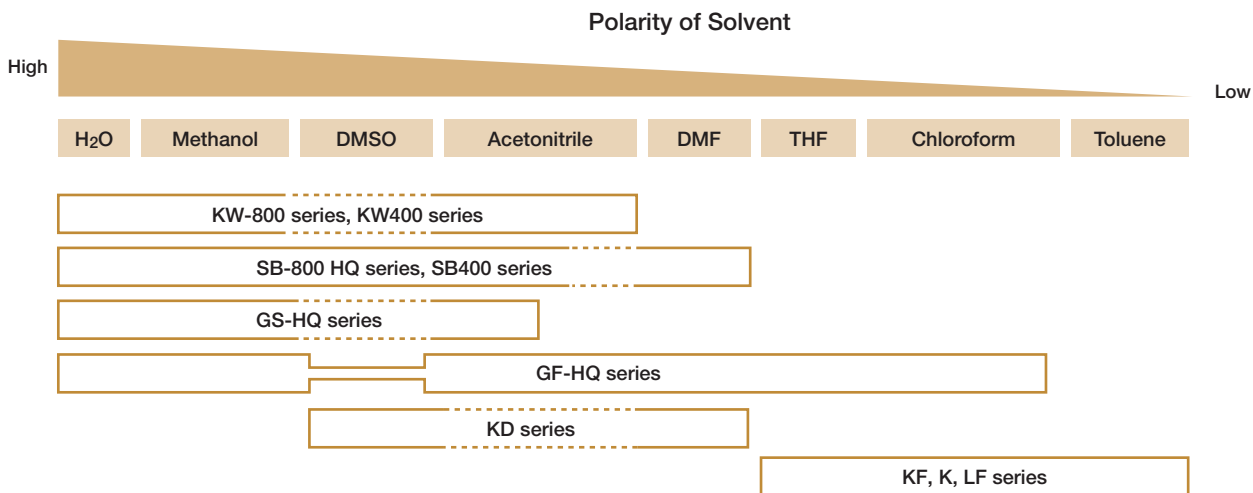 Polarity of Solvent
High
Low
H2O
Methanol
DMSO
Acetonitrile
DMF
THF
Chloroform
Toluene
KW-800 series, KW400 series
SB-800 HQ series, SB400 series
GS-HQ series
GF-HQ series
KD series
KF, K, LF series